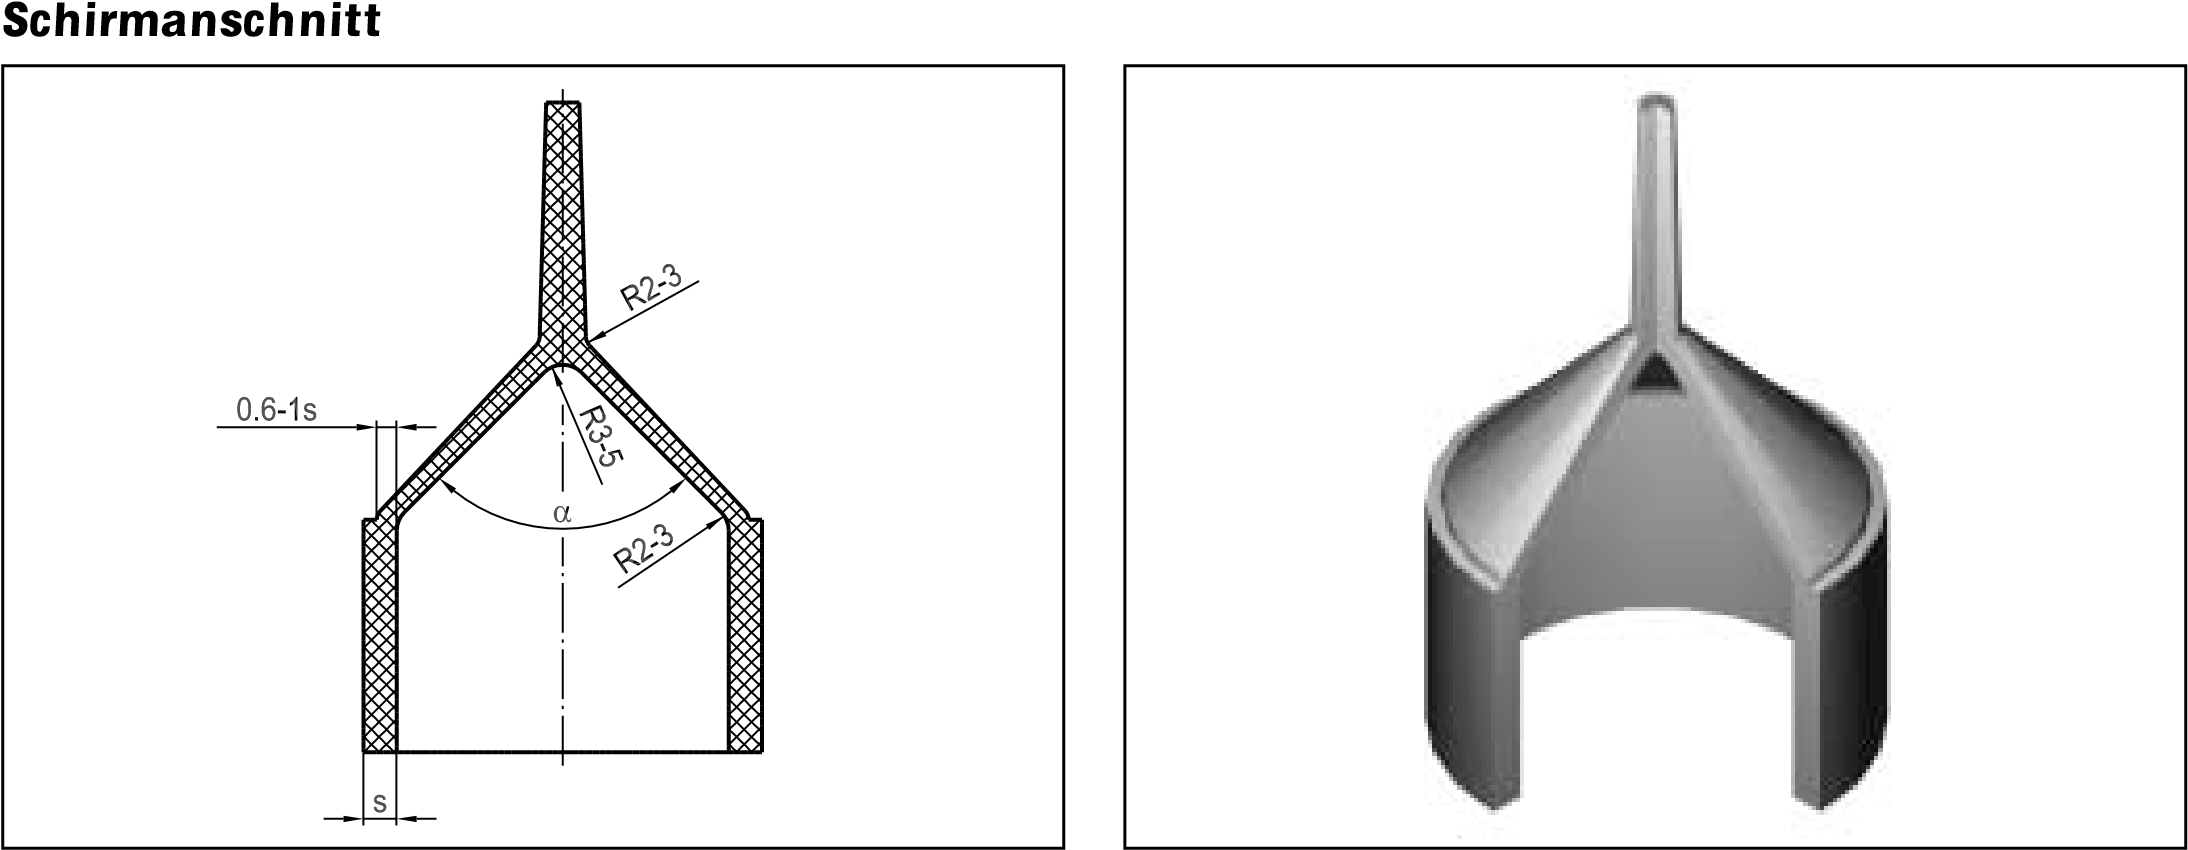 Schirmanschnitt
R2-3
0.6-1s
R3-5
α
R2-3
s